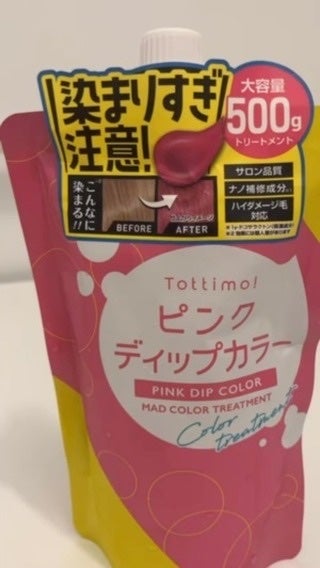 染まりすぎ
注意!
大容量
500g
トリートメント
こんなに
染まる!!
BEFORE
AFTER
サロン品質
ナノ補修成分
ハイダメージ毛
対応
Tottimo!
ピンク
ディップカラー
PINK DIP COLOR
MAD COLOR TREATMENT
Color
treatment